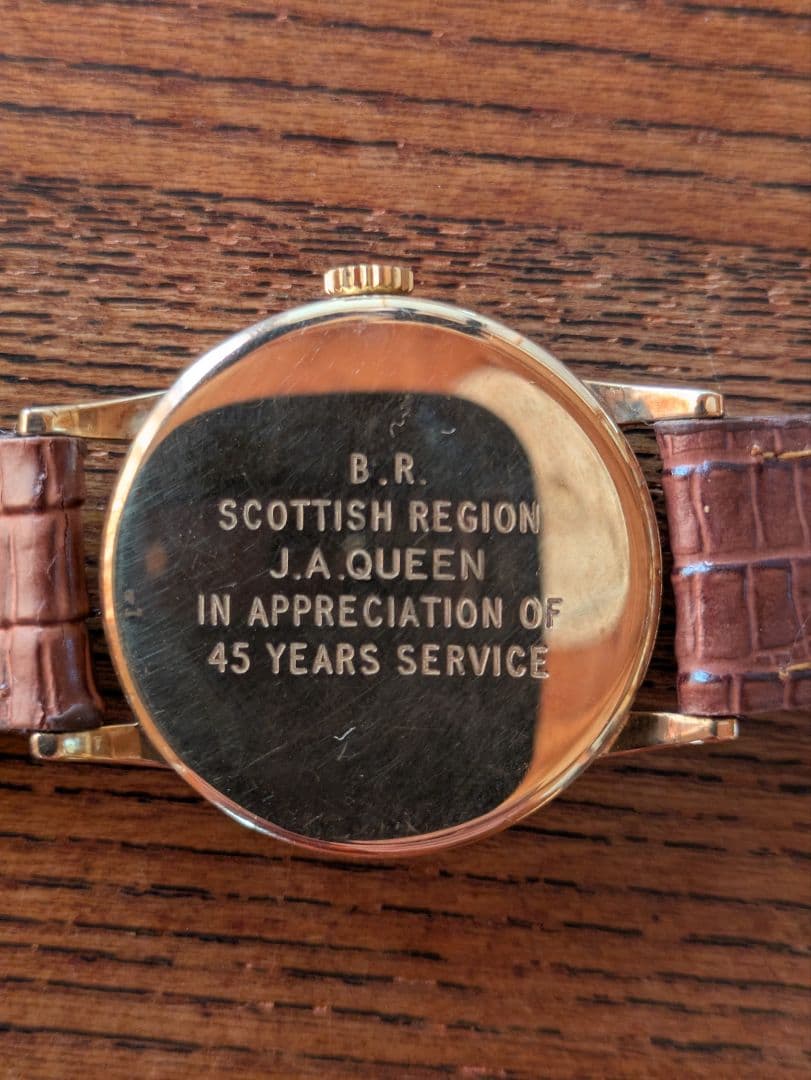 B.R.
SCOTTISH REGION
J.A.QUEEN
IN APPRECIATION OF
45 YEARS SERVICE